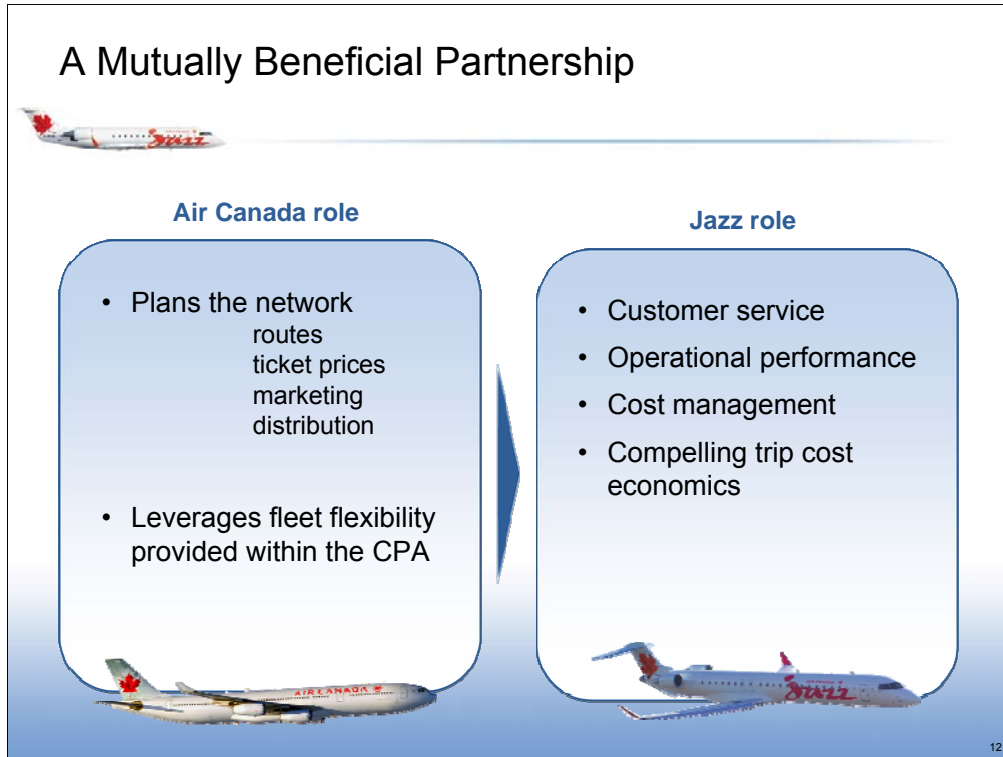 A Mutually Beneficial Partnership
Jazz
Air Canada role
• Plans the network
routes
ticket prices
marketing
distribution
• Leverages fleet flexibility
provided within the CPA
AIR CANADA
Jazz role
• Customer service
• Operational performance
• Cost management
• Compelling trip cost
economics
Jazz
12